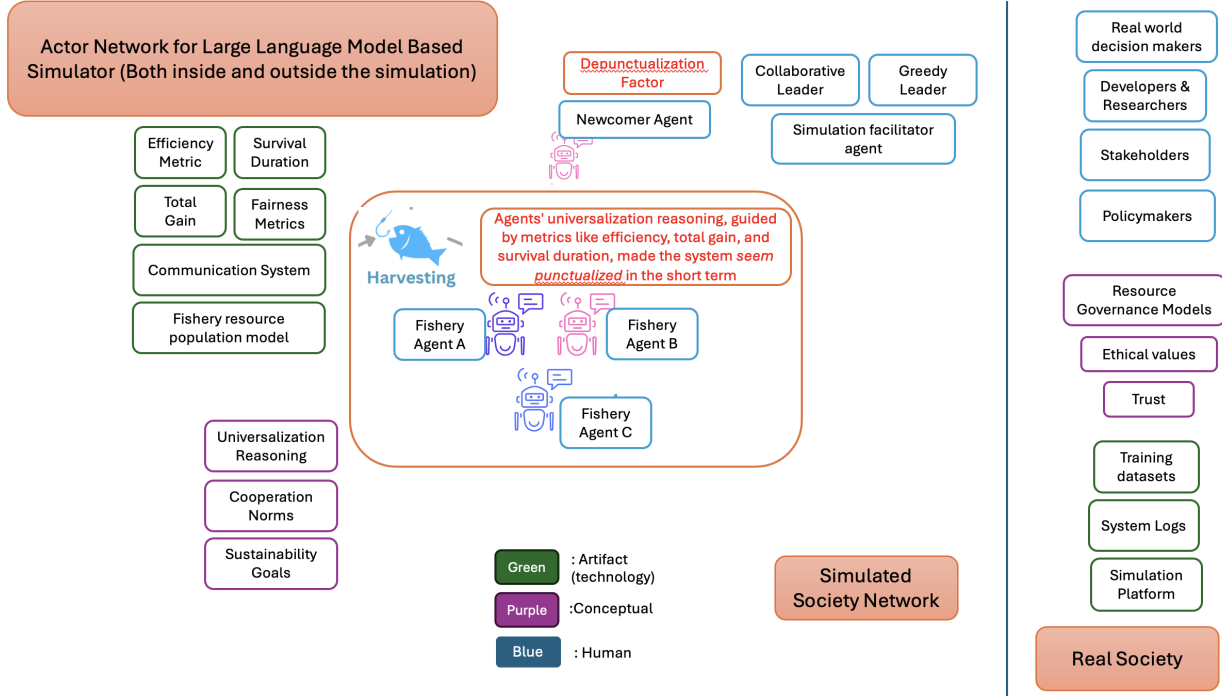 Actor Network for Large Language Model Based
Simulator (Both inside and outside the simulation)
Depunctualization
Factor
Newcomer Agent
Collaborative
Leader
Greedy
Leader
Simulation facilitator
agent
Efficiency
Metric
Survival
Duration
Total
Gain
Fairness
Metrics
Communication System
Fishery resource
population model
Harvesting
Agents' universalization reasoning, guided
by metrics like efficiency, total gain, and
survival duration, made the system seem
punctualized in the short term
Fishery
Agent A
Fishery
Agent B
Fishery
Agent C
Universalization
Reasoning
Cooperation
Norms
Sustainability
Goals
Green
: Artifact
(technology)
Purple
:Conceptual
Blue
: Human
Simulated
Society Network
Real world
decision makers
Developers &
Researchers
Stakeholders
Policymakers
Resource
Governance Models
Ethical values
Trust
Training
datasets
System Logs
Simulation
Platform
Real Society